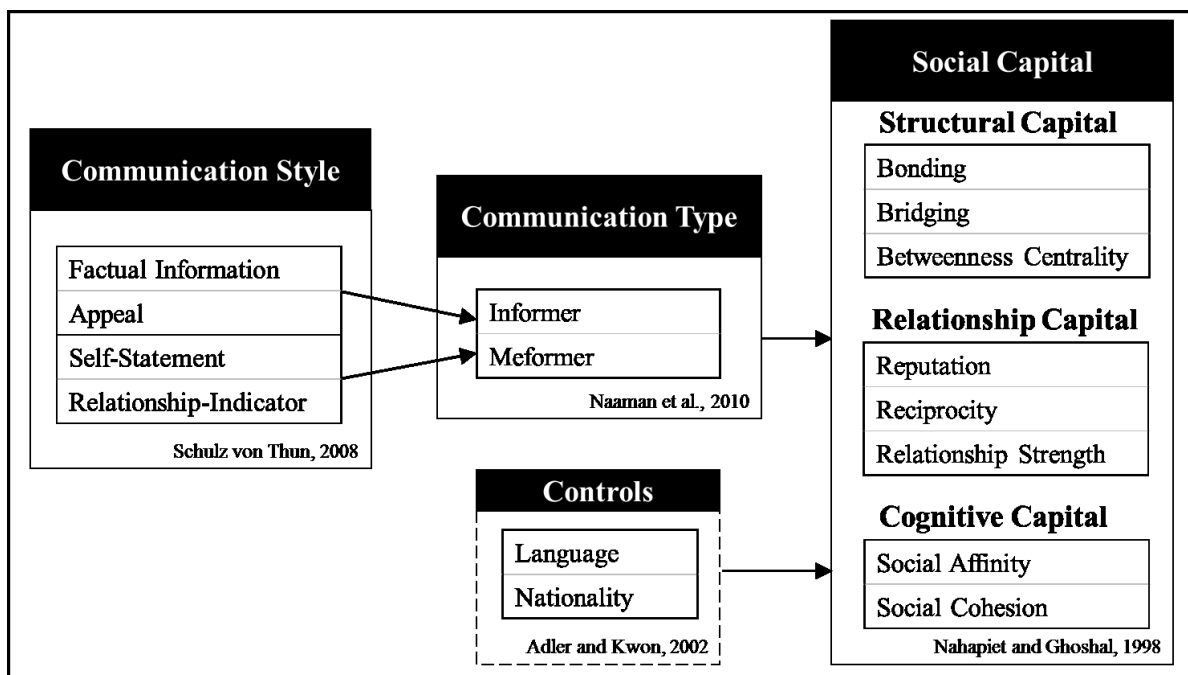 Communication Style
Factual Information
Appeal
Self-Statement
Relationship-Indicator
Schulz von Thun, 2008
Communication Type
Informer
Meformer
Naaman et al., 2010
Controls
Language
Nationality
Adler and Kwon, 2002
Social Capital
Structural Capital
Bonding
Bridging
Betweenness Centrality
Relationship Capital
Reputation
Reciprocity
Relationship Strength
Cognitive Capital
Social Affinity
Social Cohesion
Nahapiet and Ghoshal, 1998